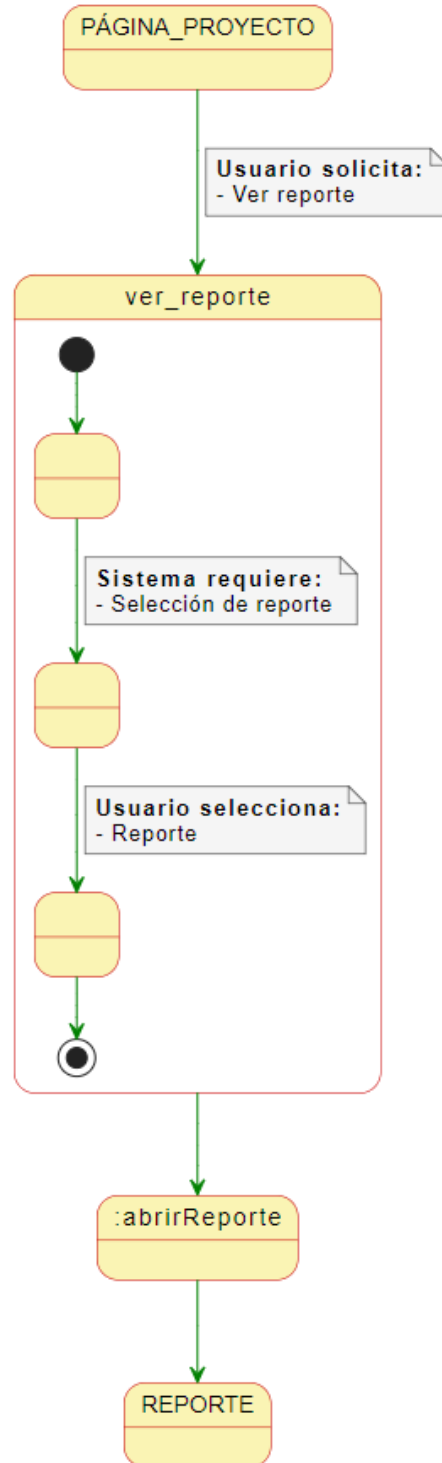 PÁGINA_PROYECTO
Usuario solicita:
- Ver reporte
ver_reporte
Sistema requiere:
- Selección de reporte
Usuario selecciona:
- Reporte
:abrirReporte
REPORTE